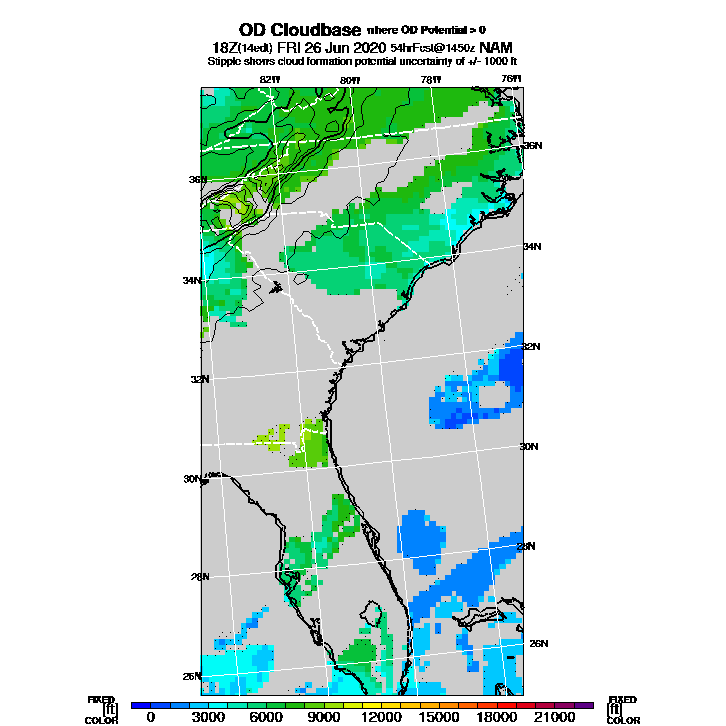 OD Cloudbase where OD Potential > 0
18Z(14edt) FRI 26 Jun 2020 54hrFcst@1450z NAM
Stipple shows cloud formation potential uncertainty of +/- 1000 ft
82W 80W 78W 76W
36N
36N
34N
34N
32N
32N
30N
30N
28N
28N
26N
26N
FIXED FIXED
[ft] [ft]
COLOR 0 3000 6000 9000 12000 15000 18000 21000 COLOR